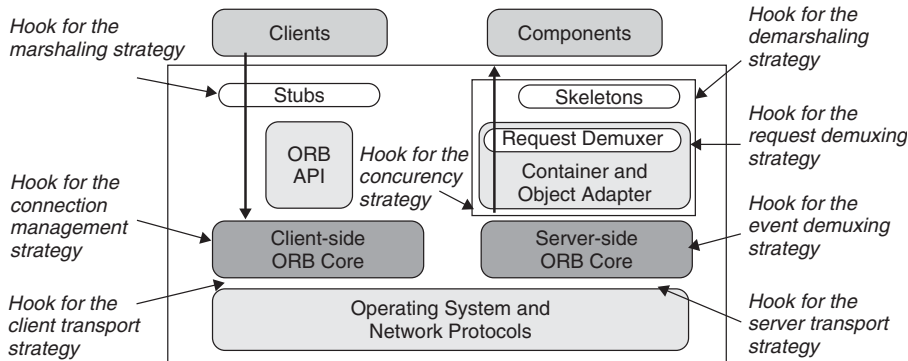 Hook for the
marshaling strategy
Clients
Components
Hook for the
demarshaling
strategy
Stubs
Skeletons
Hook for the
request demuxing
strategy
ORB
API
Hook for the
concurency
strategy
Request Demuxer
Container and
Object Adapter
Hook for the
connection
management
strategy
Client-side
ORB Core
Server-side
ORB Core
Hook for the
event demuxing
strategy
Hook for the
client transport
strategy
Operating System and
Network Protocols
Hook for the
server transport
strategy